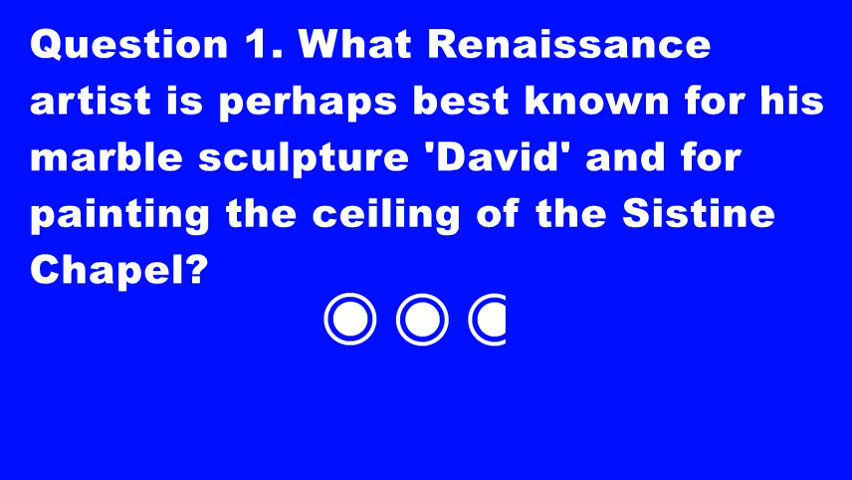 Question 1. What Renaissance
artist is perhaps best known for his
marble sculpture 'David' and for
painting the ceiling of the Sistine
Chapel?